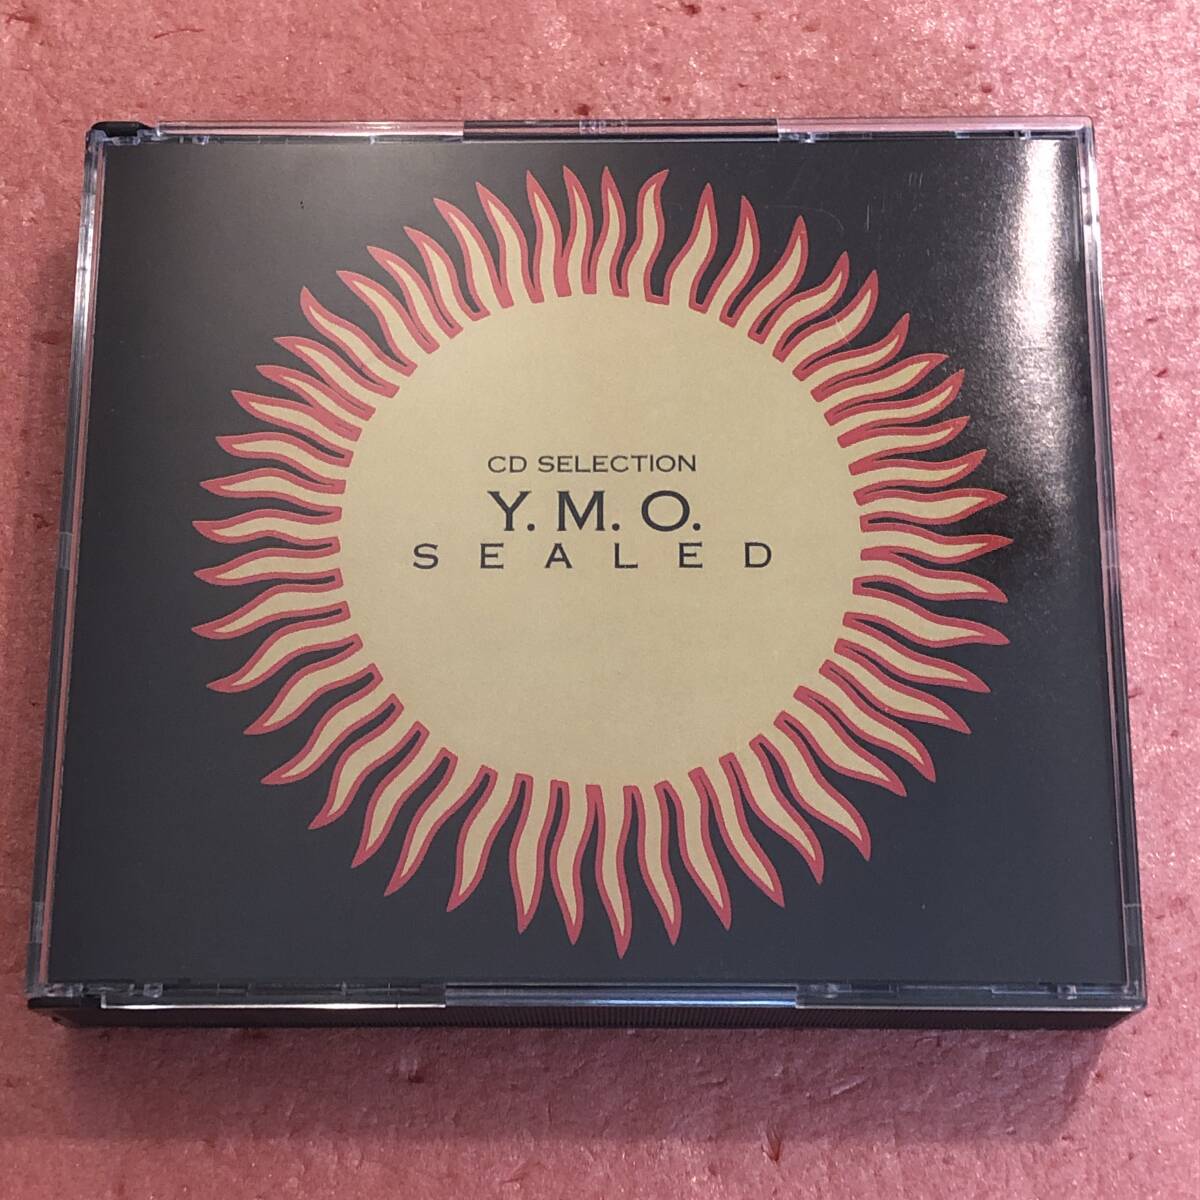 CD SELECTION
Y. M. O.
SEALED